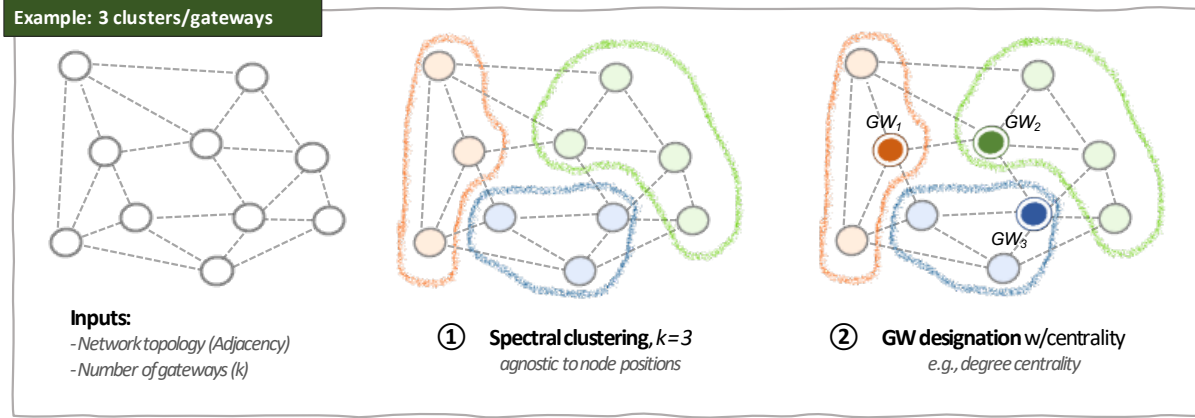 Example: 3 clusters/gateways
Inputs:
- Network topology (Adjacency)
- Number of gateways (k)
① Spectral clustering, k = 3
agnostic to node positions
GW1
GW2
GW3
② GW designation w/centrality
e.g., degree centrality